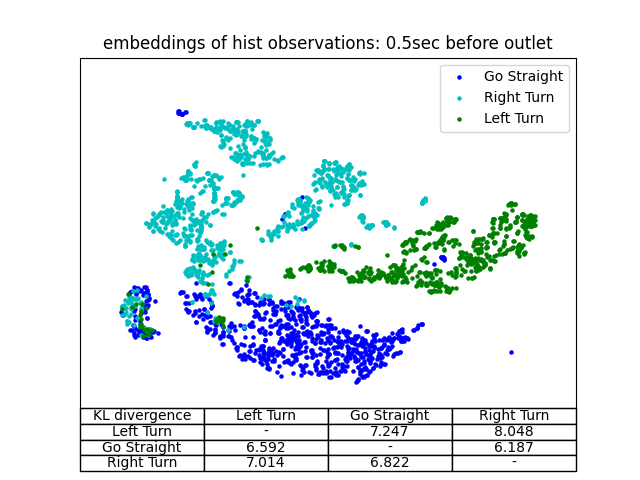 embeddings of hist observations: 0.5sec before outlet
Go Straight
Right Turn
Left Turn
KL divergence Left Turn Go Straight Right Turn
Left Turn - 7.247 8.048
Go Straight 6.592 - 6.187
Right Turn 7.014 6.822 -